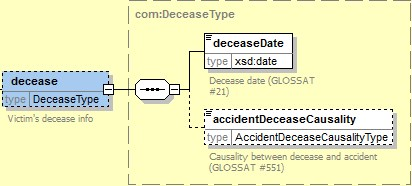 com:DeceaseType
deceaseDate
type xsd:date
Decease date (GLOSSAT
#21)
decease
type DeceaseType
Victim's decease info
accidentDeceaseCausality
type AccidentDeceaseCausalityType
Causality between decease and accident
(GLOSSAT #551)